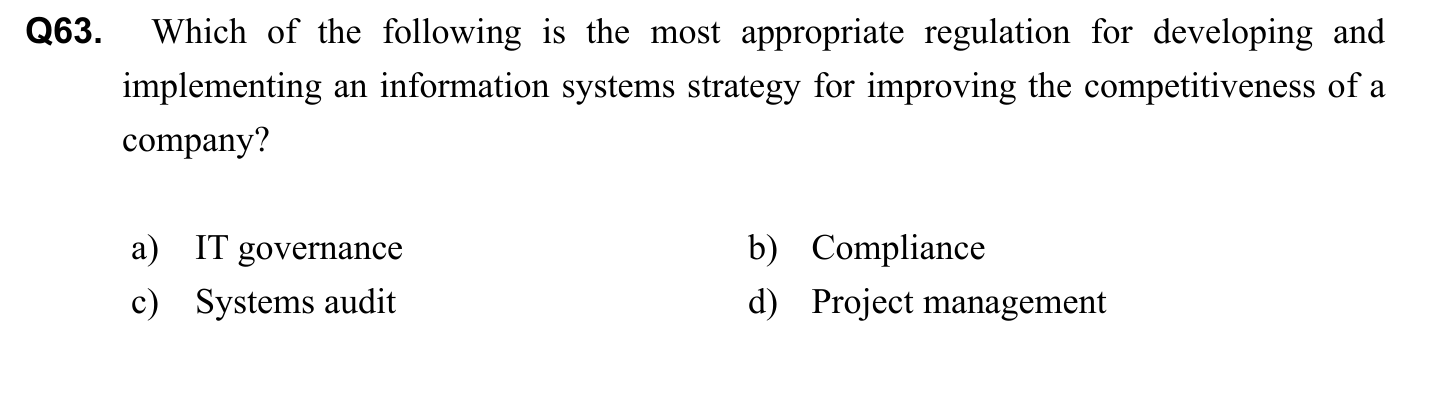 Q63. Which of the following is the most appropriate regulation for developing and
implementing an information systems strategy for improving the competitiveness of a
company?
a) IT governance b) Compliance
c) Systems audit d) Project management